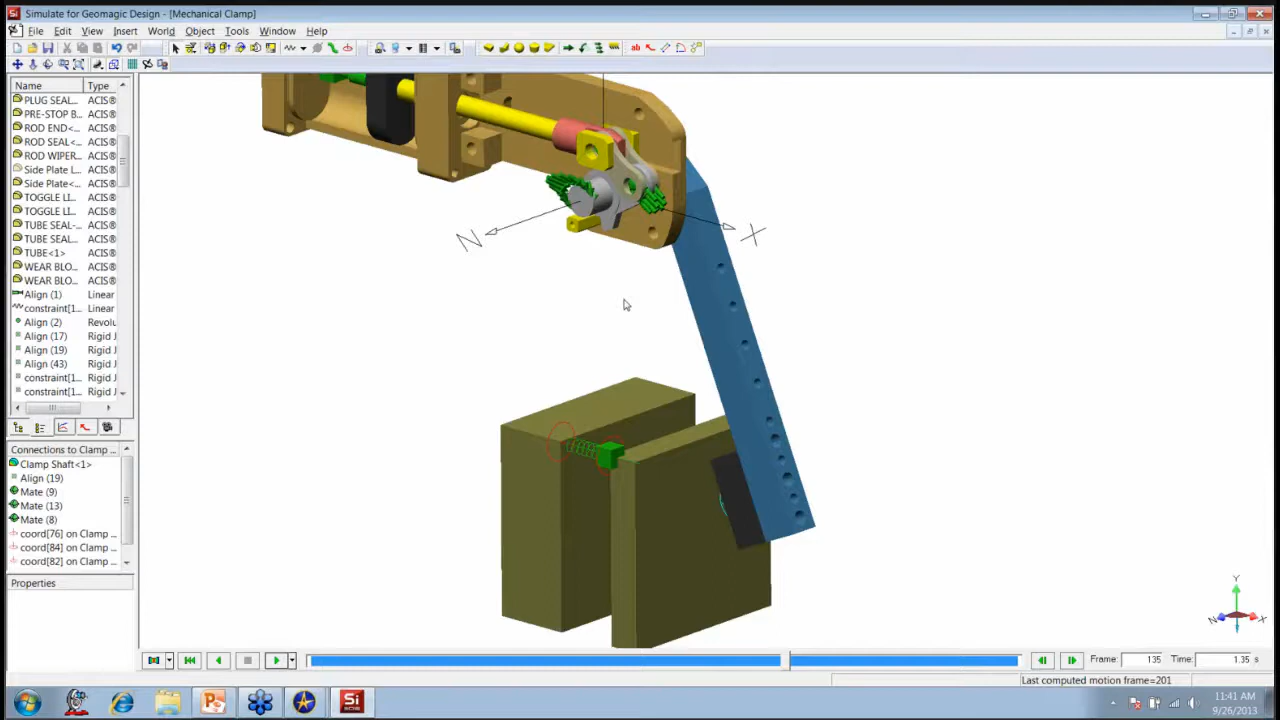 Simulate for Geomagic Design - [Mechanical Clamp]
File Edit View Insert World Object Tools Window Help
Name Type
PLUG SEAL... ACIS®
PRE-STOP B... ACIS®
ROD END<... ACIS®
ROD SEAL<... ACIS®
ROD WIPER... ACIS®
Side Plate L... ACIS®
Side Plate<... ACIS®
TOGGLE LI... ACIS®
TOGGLE LI... ACIS®
TUBE SEAL-... ACIS®
TUBE SEAL... ACIS®
TUBE<1> ACIS®
WEAR BLO... ACIS®
WEAR BLO... ACIS®
Align (1) Linear
constraint[1... Linear
Align (2) Revolu
Align (17) Rigid J
Align (19) Rigid J
Align (43) Rigid J
constraint[1... Rigid J
constraint[1... Rigid J
Connections to Clamp ...
Clamp Shaft<1>
Align (19)
Mate (9)
Mate (13)
Mate (8)
coord[76] on Clamp ...
coord[84] on Clamp ...
coord[82] on Clamp ...
Properties
Z X
Y
Z X
Frame: 135 Time: 1.35 s
Last computed motion frame=201
11:41 AM
9/26/2013